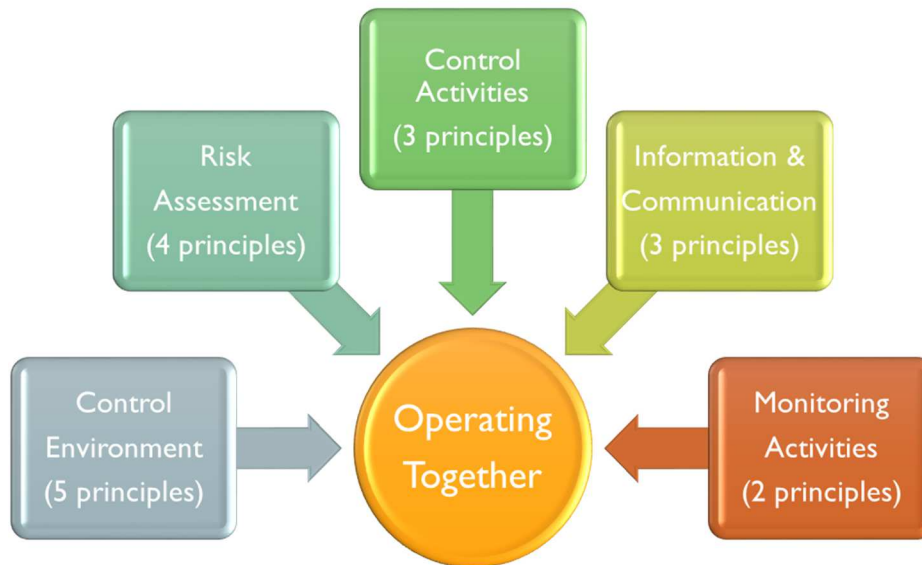 Control
Activities
(3 principles)
Risk
Assessment
(4 principles)
Information &
Communication
(3 principles)
Control
Environment
(5 principles)
Operating
Together
Monitoring
Activities
(2 principles)